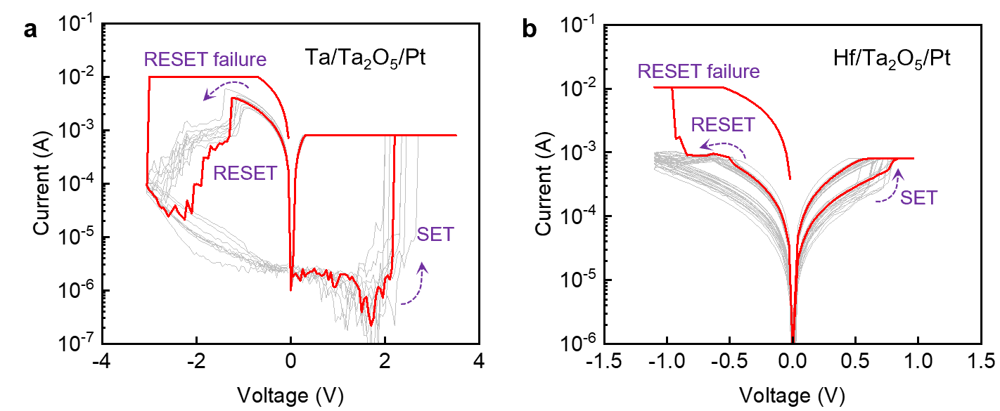 a
RESET failure
Ta/Ta₂O₅/Pt
RESET
SET
10⁻¹
10⁻²
10⁻³
10⁻⁴
10⁻⁵
10⁻⁶
10⁻⁷
Current (A)
-4 -2 0 2 4
Voltage (V)
b
RESET failure
Hf/Ta₂O₅/Pt
RESET
SET
10⁻¹
10⁻²
10⁻³
10⁻⁴
10⁻⁵
10⁻⁶
Current (A)
-1.5 -1.0 -0.5 0.0 0.5 1.0 1.5
Voltage (V)